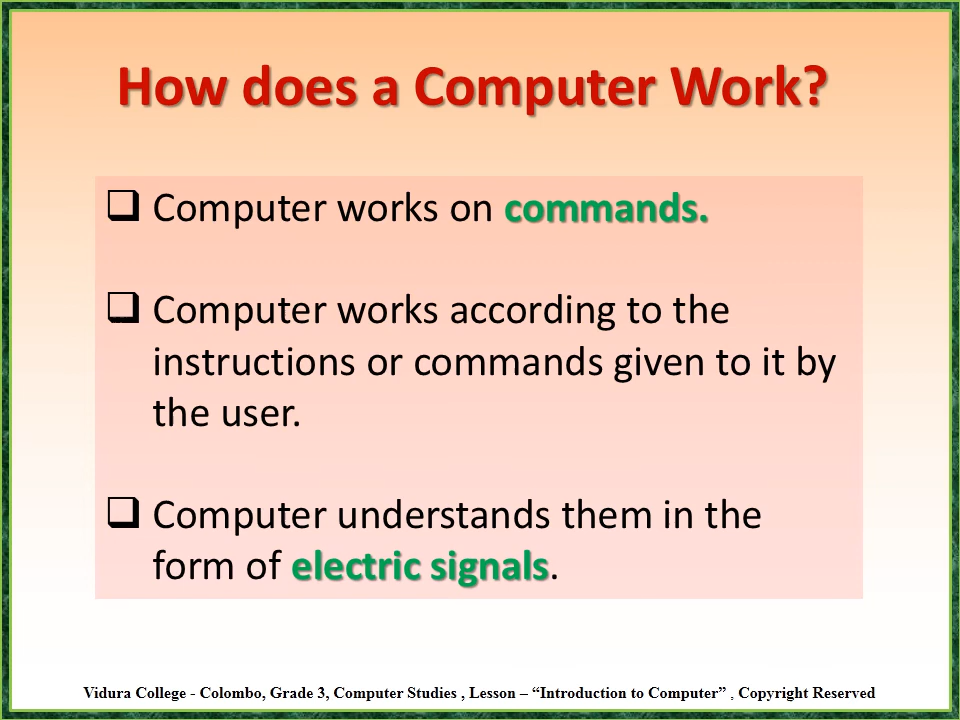 How does a Computer Work?
❑ Computer works on commands.
❑ Computer works according to the
instructions or commands given to it by
the user.
❑ Computer understands them in the
form of electric signals.
Vidura College - Colombo, Grade 3, Computer Studies , Lesson – “Introduction to Computer” , Copyright Reserved